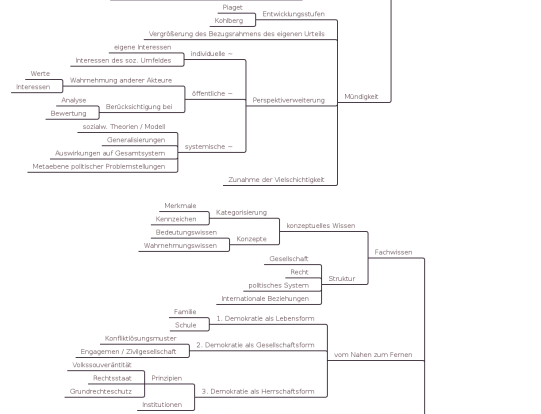 Piaget
Entwicklungsstufen
Kohlberg
Vergrößerung des Bezugsrahmens des eigenen Urteils
eigene Interessen
individuelle ~
Interessen des soz. Umfeldes
Werte
Wahrnehmung anderer Akteure
Interessen
öffentliche ~
Analyse
Berücksichtigung bei
Bewertung
Perspektiverweiterung
Mündigkeit
sozialw. Theorien / Modell
Generalisierungen
systemische ~
Auswirkungen auf Gesamtsystem
Metaebene politischer Problemstellungen
Zunahme der Vielschichtigkeit
Merkmale
Kategorisierung
Kennzeichen
konzeptuelles Wissen
Bedeutungswissen
Konzepte
Wahrnehmungswissen
Fachwissen
Gesellschaft
Recht
Struktur
politisches System
Internationale Beziehungen
Familie
1. Demokratie als Lebensform
Schule
Konfliktlösungsmuster
2. Demokratie als Gesellschaftsform
Engagemen / Zivilgesellschaft
vom Nahen zum Fernen
Volkssouveräntität
Rechtsstaat
Prinzipien
Grundrechteschutz
3. Demokratie als Herrschaftsform
Institutionen